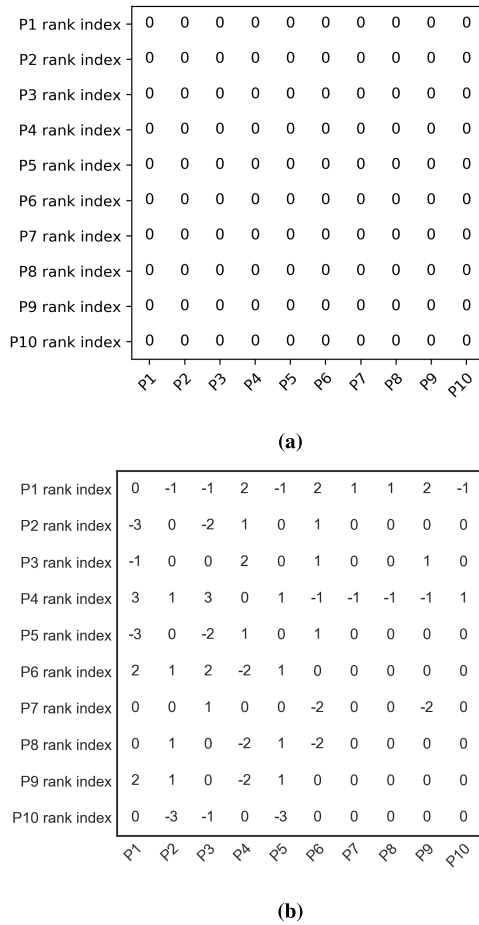 P1 rank index 0 0 0 0 0 0 0 0 0 0
P2 rank index 0 0 0 0 0 0 0 0 0 0
P3 rank index 0 0 0 0 0 0 0 0 0 0
P4 rank index 0 0 0 0 0 0 0 0 0 0
P5 rank index 0 0 0 0 0 0 0 0 0 0
P6 rank index 0 0 0 0 0 0 0 0 0 0
P7 rank index 0 0 0 0 0 0 0 0 0 0
P8 rank index 0 0 0 0 0 0 0 0 0 0
P9 rank index 0 0 0 0 0 0 0 0 0 0
P10 rank index 0 0 0 0 0 0 0 0 0 0
P1 P2 P3 P4 P5 P6 P7 P8 P9 P10
(a)
P1 rank index 0 -1 -1 2 -1 2 1 1 2 -1
P2 rank index -3 0 -2 1 0 1 0 0 0 0
P3 rank index -1 0 0 2 0 1 0 0 1 0
P4 rank index 3 1 3 0 1 -1 -1 -1 -1 1
P5 rank index -3 0 -2 1 0 1 0 0 0 0
P6 rank index 2 1 2 -2 1 0 0 0 0 0
P7 rank index 0 0 1 0 0 -2 0 0 -2 0
P8 rank index 0 1 0 -2 1 -2 0 0 0 0
P9 rank index 2 1 0 -2 1 0 0 0 0 0
P10 rank index 0 -3 -1 0 -3 0 0 0 0 0
P1 P2 P3 P4 P5 P6 P7 P8 P9 P10
(b)